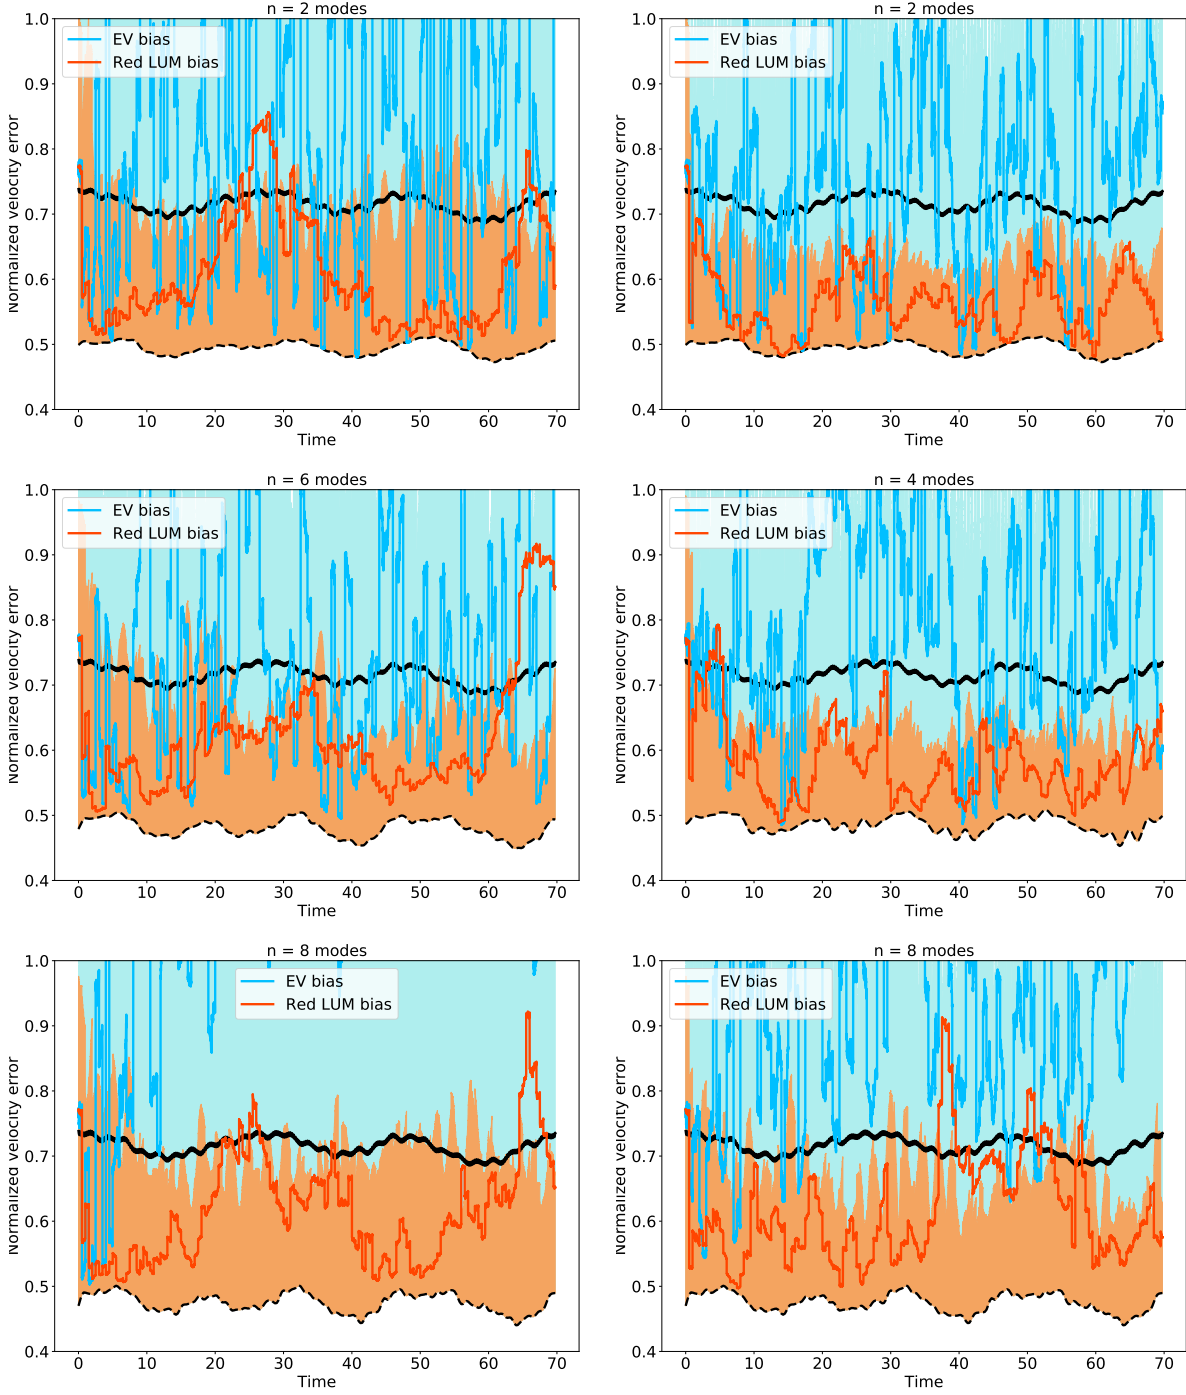 n = 2 modes
EV bias
Red LUM bias
1.0
0.9
0.8
0.7
0.6
0.5
0.4
Normalized velocity error
0 10 20 30 40 50 60 70
Time
n = 2 modes
EV bias
Red LUM bias
1.0
0.9
0.8
0.7
0.6
0.5
0.4
Normalized velocity error
0 10 20 30 40 50 60 70
Time
n = 6 modes
EV bias
Red LUM bias
1.0
0.9
0.8
0.7
0.6
0.5
0.4
Normalized velocity error
0 10 20 30 40 50 60 70
Time
n = 4 modes
EV bias
Red LUM bias
1.0
0.9
0.8
0.7
0.6
0.5
0.4
Normalized velocity error
0 10 20 30 40 50 60 70
Time
n = 8 modes
EV bias
Red LUM bias
1.0
0.9
0.8
0.7
0.6
0.5
0.4
Normalized velocity error
0 10 20 30 40 50 60 70
Time
n = 8 modes
EV bias
Red LUM bias
1.0
0.9
0.8
0.7
0.6
0.5
0.4
Normalized velocity error
0 10 20 30 40 50 60 70
Time